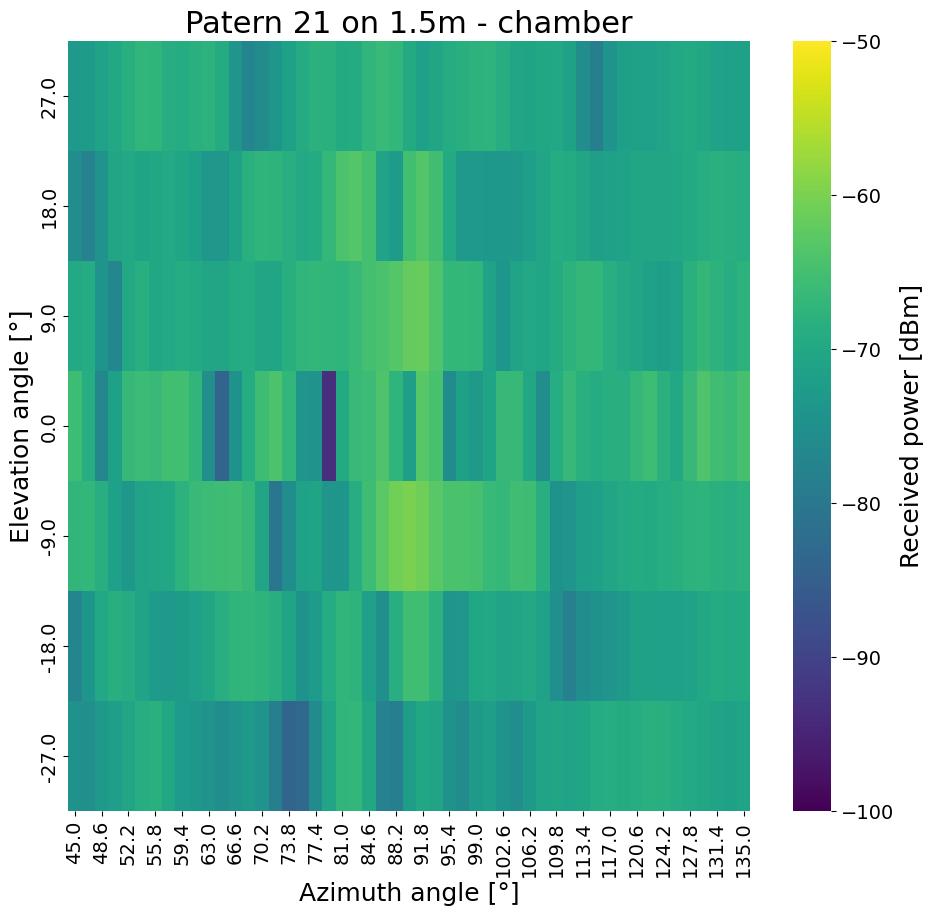 Patern 21 on 1.5m - chamber
Elevation angle [°]
27.0
18.0
9.0
0.0
-9.0
-18.0
-27.0
45.0 48.6 52.2 55.8 59.4 63.0 66.6 70.2 73.8 77.4 81.0 84.6 88.2 91.8 95.4 99.0 102.6 106.2 109.8 113.4 117.0 120.6 124.2 127.8 131.4 135.0
Azimuth angle [°]
−50
−60
−70
−80
−90
−100
Received power [dBm]